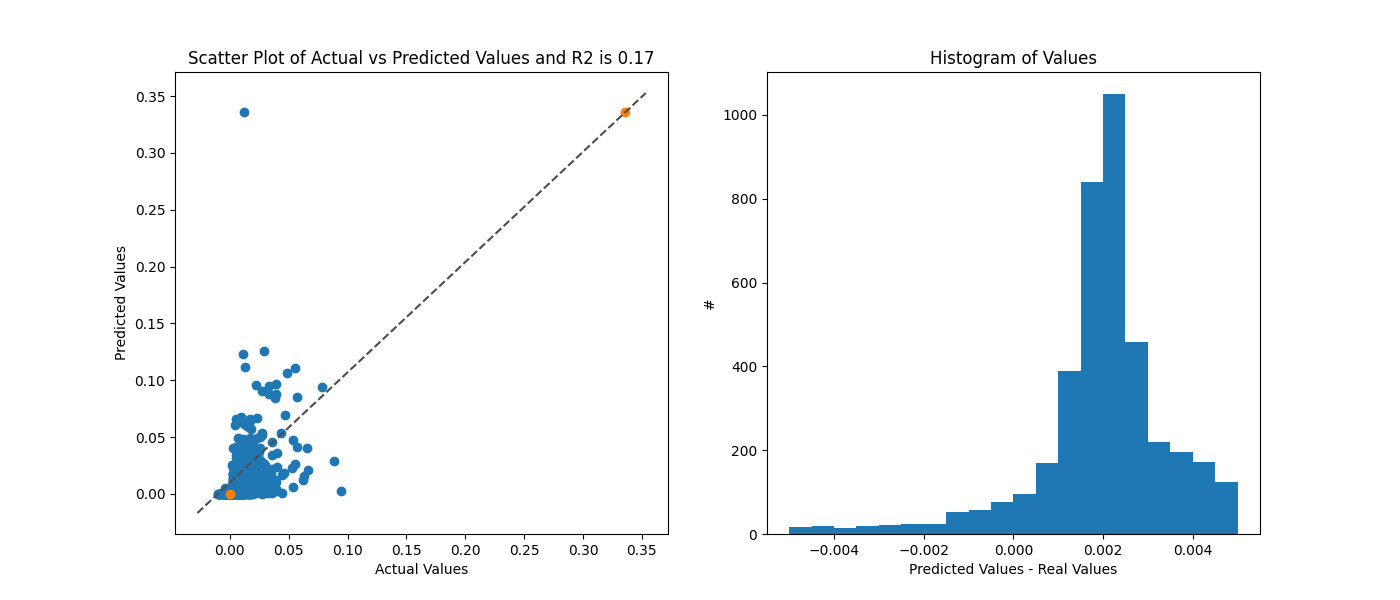 Scatter Plot of Actual vs Predicted Values and R2 is 0.17
0.35
0.30
0.25
0.20
0.15
0.10
0.05
0.00
Predicted Values
0.00 0.05 0.10 0.15 0.20 0.25 0.30 0.35
Actual Values
Histogram of Values
1000
800
600
400
200
0
#
−0.004 −0.002 0.000 0.002 0.004
Predicted Values - Real Values